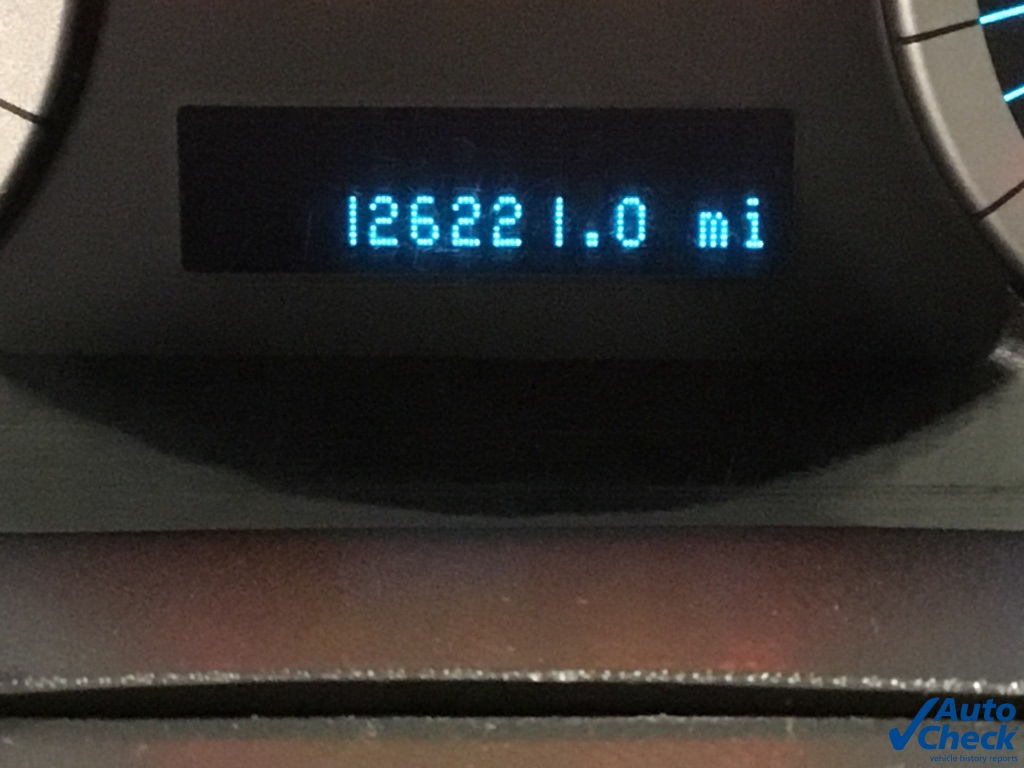 126221.0 mi
Auto
Check
vehicle history reports